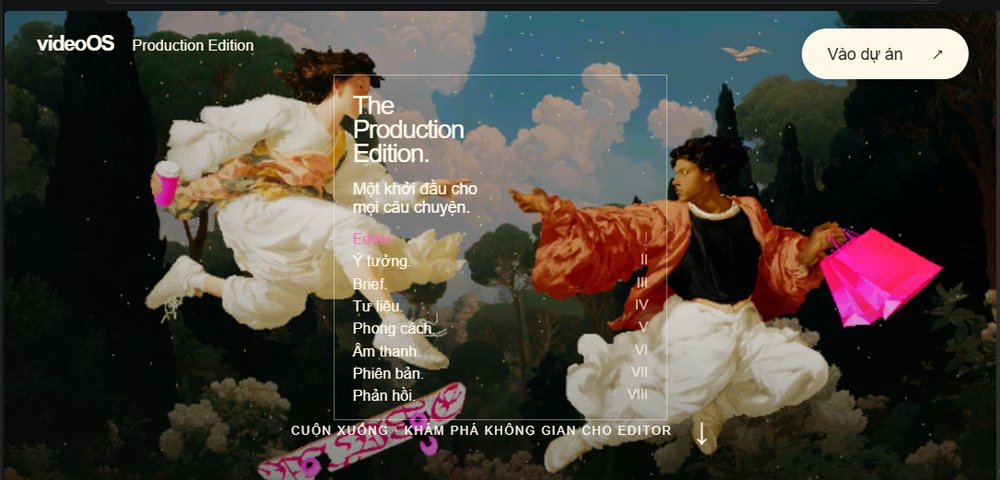 videoOS Production Edition
Vào dự án ↗
The
Production
Edition.
Một khởi đầu cho
mọi câu chuyện.
Editor. I
Ý tưởng. II
Brief. III
Tư liệu. IV
Phong cách. V
Âm thanh. VI
Phiên bản. VII
Phản hồi. VIII
CUỘN XUỐNG · KHÁM PHÁ KHÔNG GIAN CHO EDITOR ↓